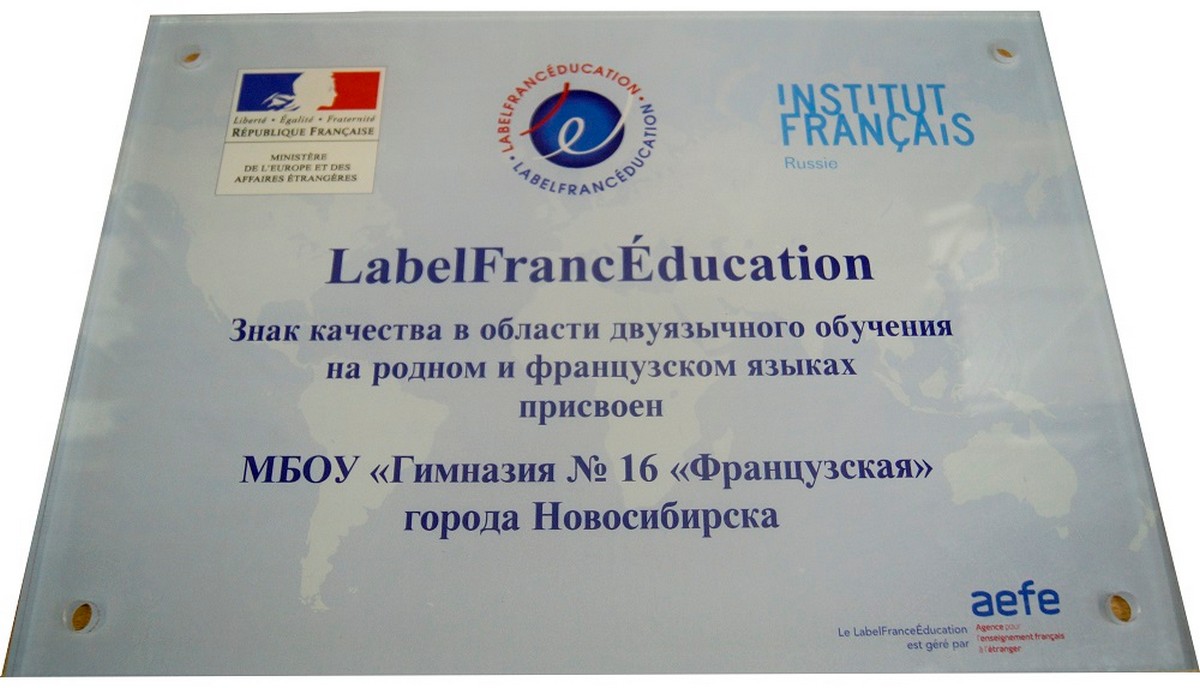 Liberté • Égalité • Fraternité
RÉPUBLIQUE FRANÇAISE
MINISTÈRE
DE L'EUROPE ET DES
AFFAIRES ÉTRANGÈRES
LABELFRANCÉDUCATION • LABELFRANCÉDUCATION •
INSTITUT
FRANÇAIS
Russie
LabelFrancÉducation
Знак качества в области двуязычного обучения
на родном и французском языках
присвоен
МБОУ «Гимназия № 16 «Французская»
города Новосибирска
aefe
Agence pour
l'enseignement français
à l'étranger
Le LabelFranceÉducation
est géré par